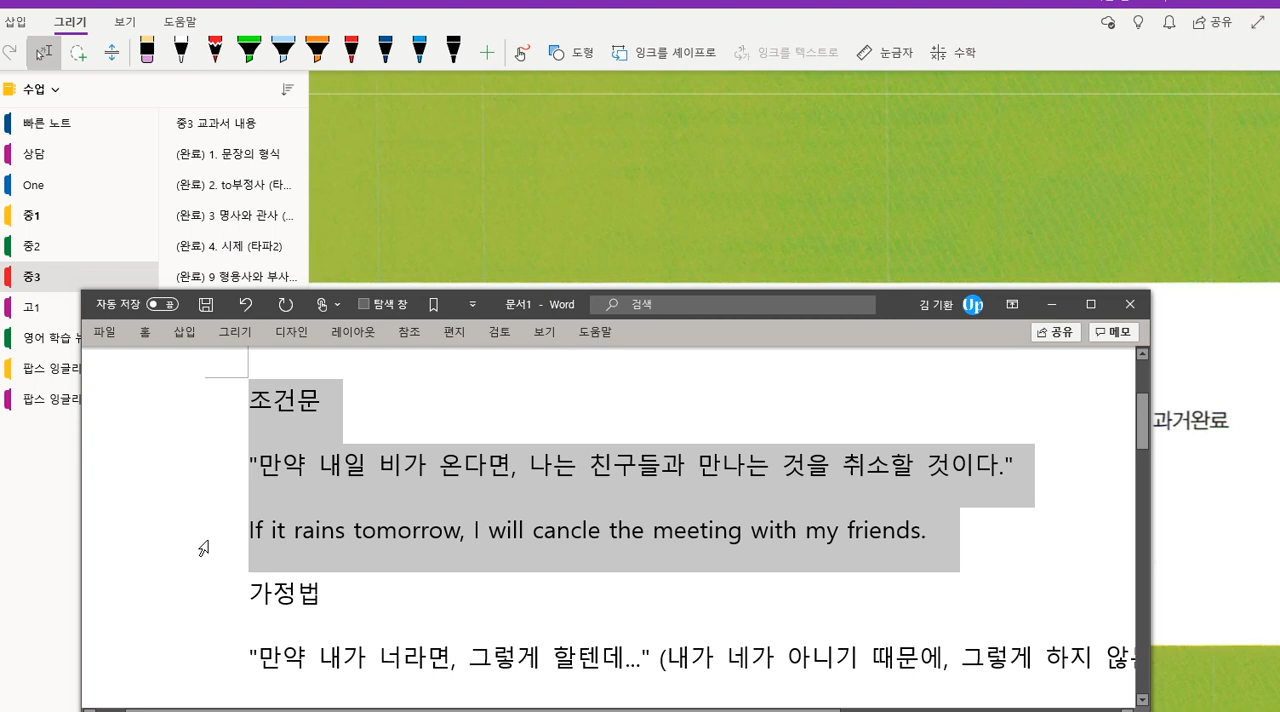 삽입 그리기 보기 도움말
공유
도형 잉크를 셰이프로 잉크를 텍스트로 눈금자 수학
수업
빠른 노트
상담
One
중1
중2
중3
고1
영어 학습
팝스 잉글리
팝스 잉글
중3 교과서 내용
(완료) 1. 문장의 형식
(완료) 2. to부정사 (타...
(완료) 3 명사와 관사 (...
(완료) 4. 시제 (타파2)
(완료) 9 형용사와 부사...
자동 저장 탐색 창 문서1 - Word 검색 김 기환 Up
파일 홈 삽입 그리기 디자인 레이아웃 참조 편지 검토 보기 도움말 공유 메모
조건문
"만약 내일 비가 온다면, 나는 친구들과 만나는 것을 취소할 것이다."
If it rains tomorrow, I will cancle the meeting with my friends.
가정법
"만약 내가 너라면, 그렇게 할텐데..." (내가 네가 아니기 때문에, 그렇게 하지 않
과거완료